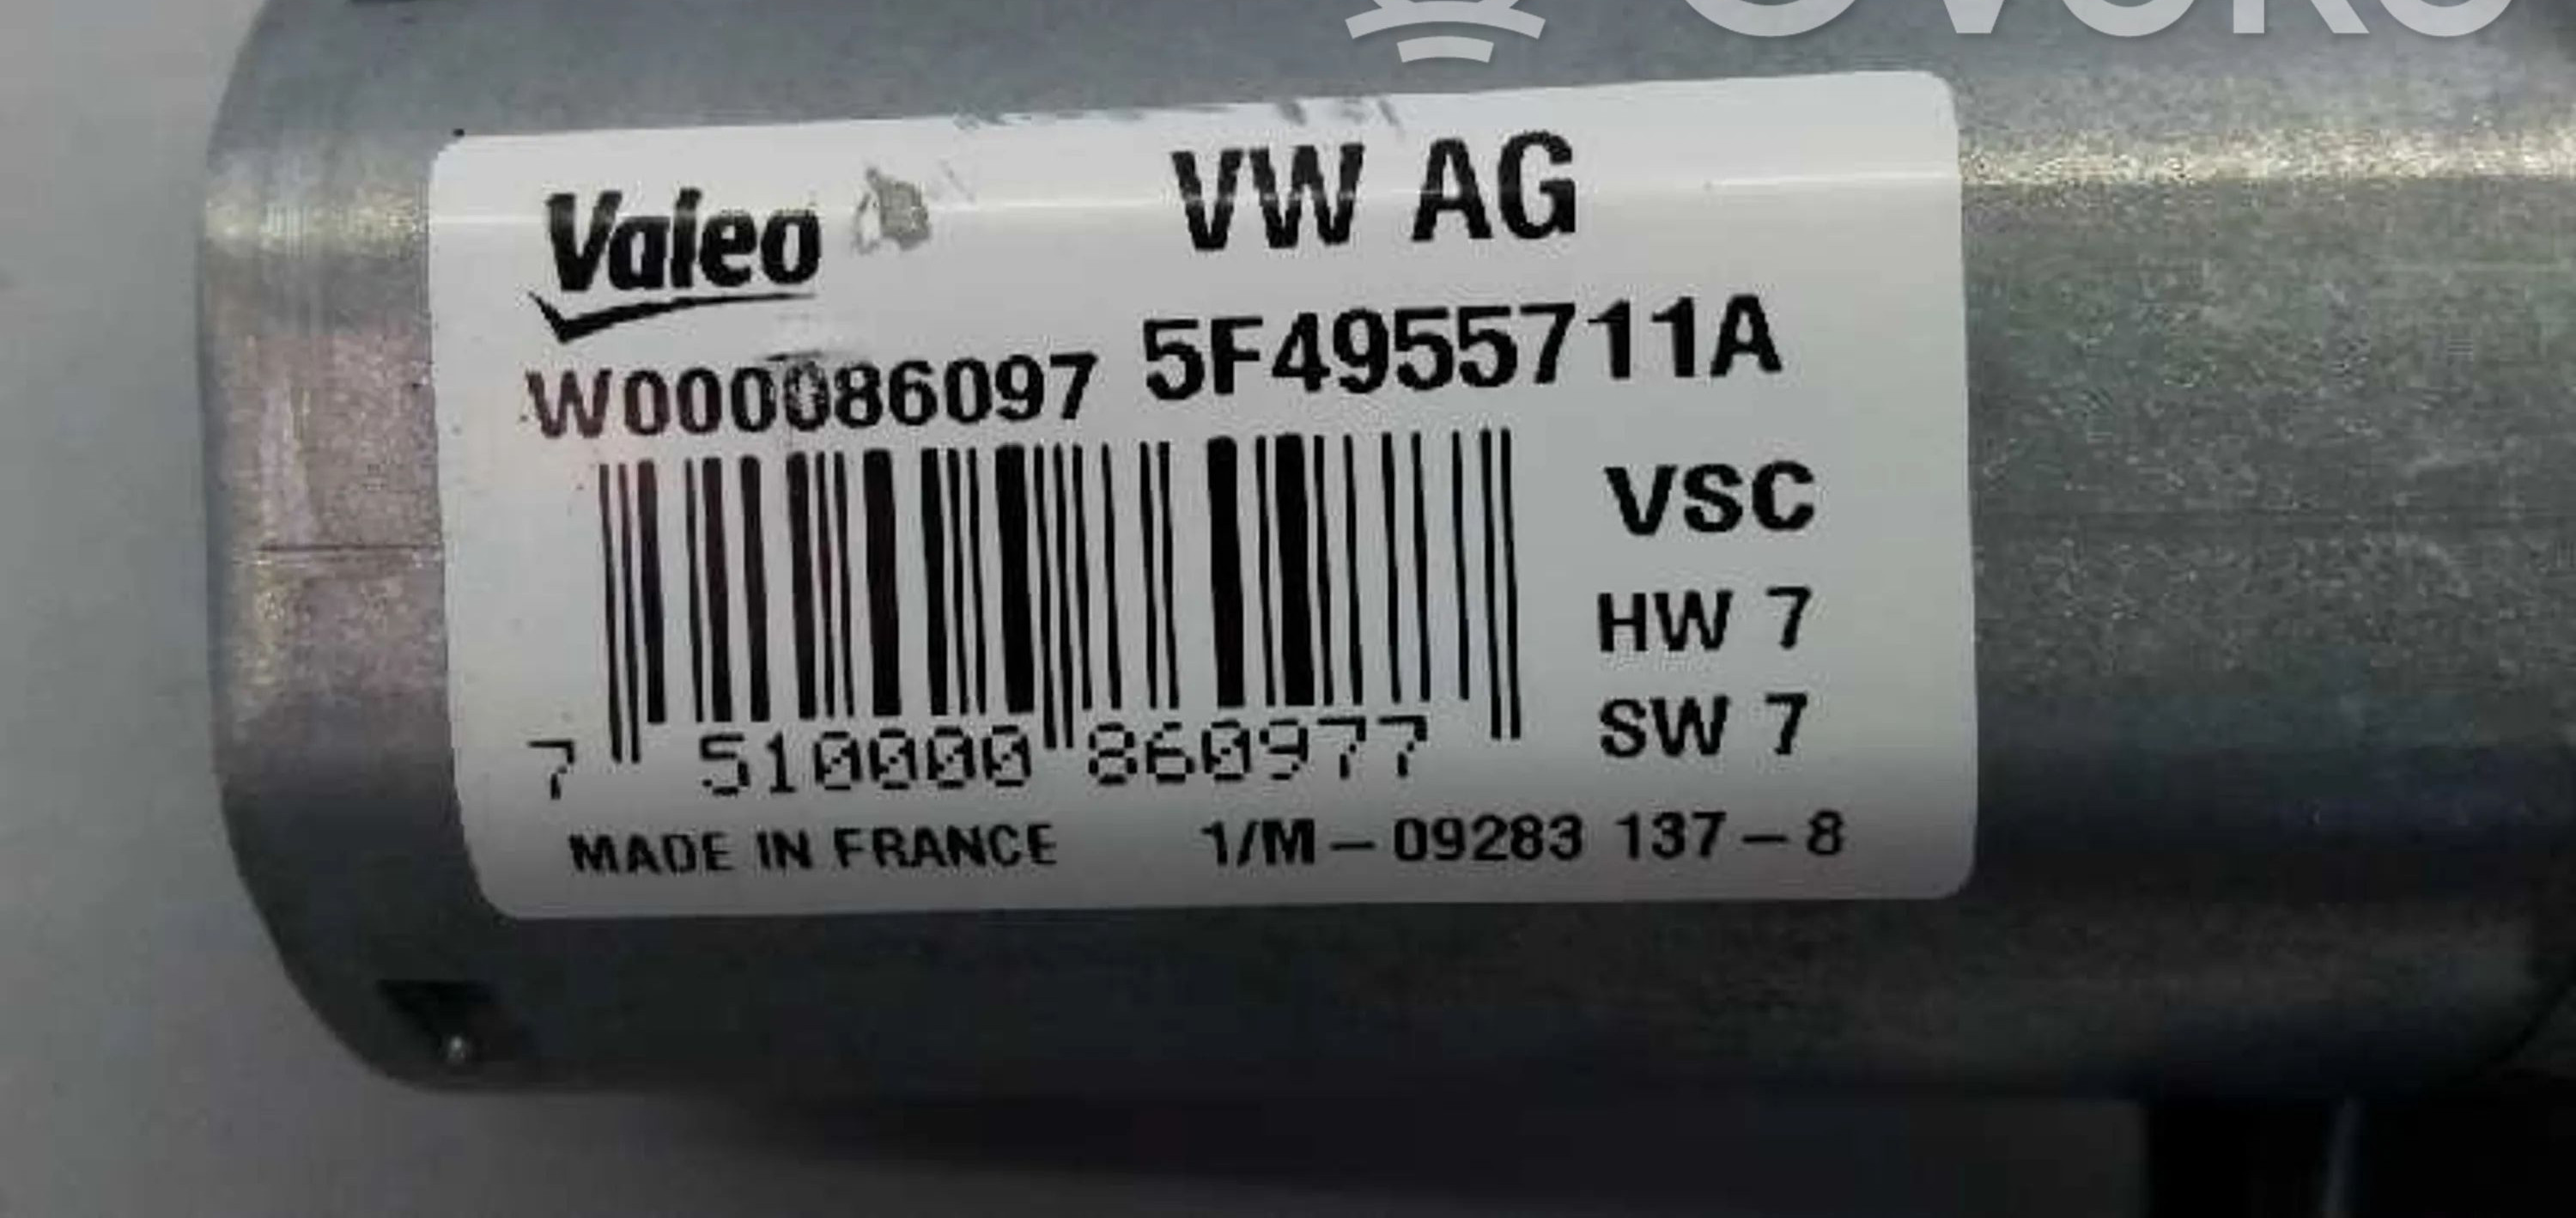 Valeo
VW AG
W000086097 5F4955711A
VSC
HW 7
SW 7
7 510000 860977
MADE IN FRANCE 1/M-09283 137-8